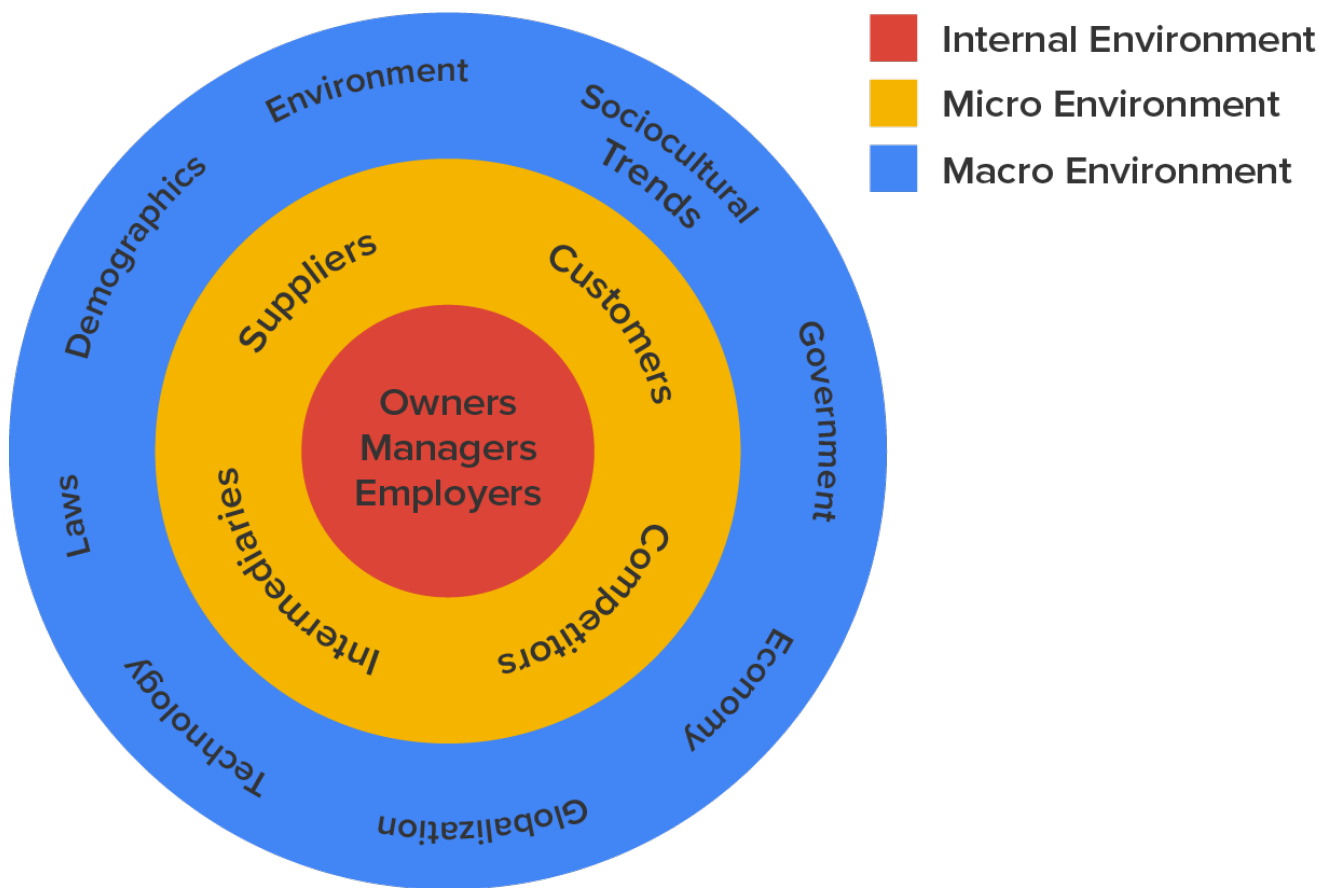 Internal Environment
Micro Environment
Macro Environment
Environment
Sociocultural
Trends
Government
Economy
Globalization
Technology
Laws
Demographics
Suppliers
Customers
Competitors
Intermediaries
Owners
Managers
Employers